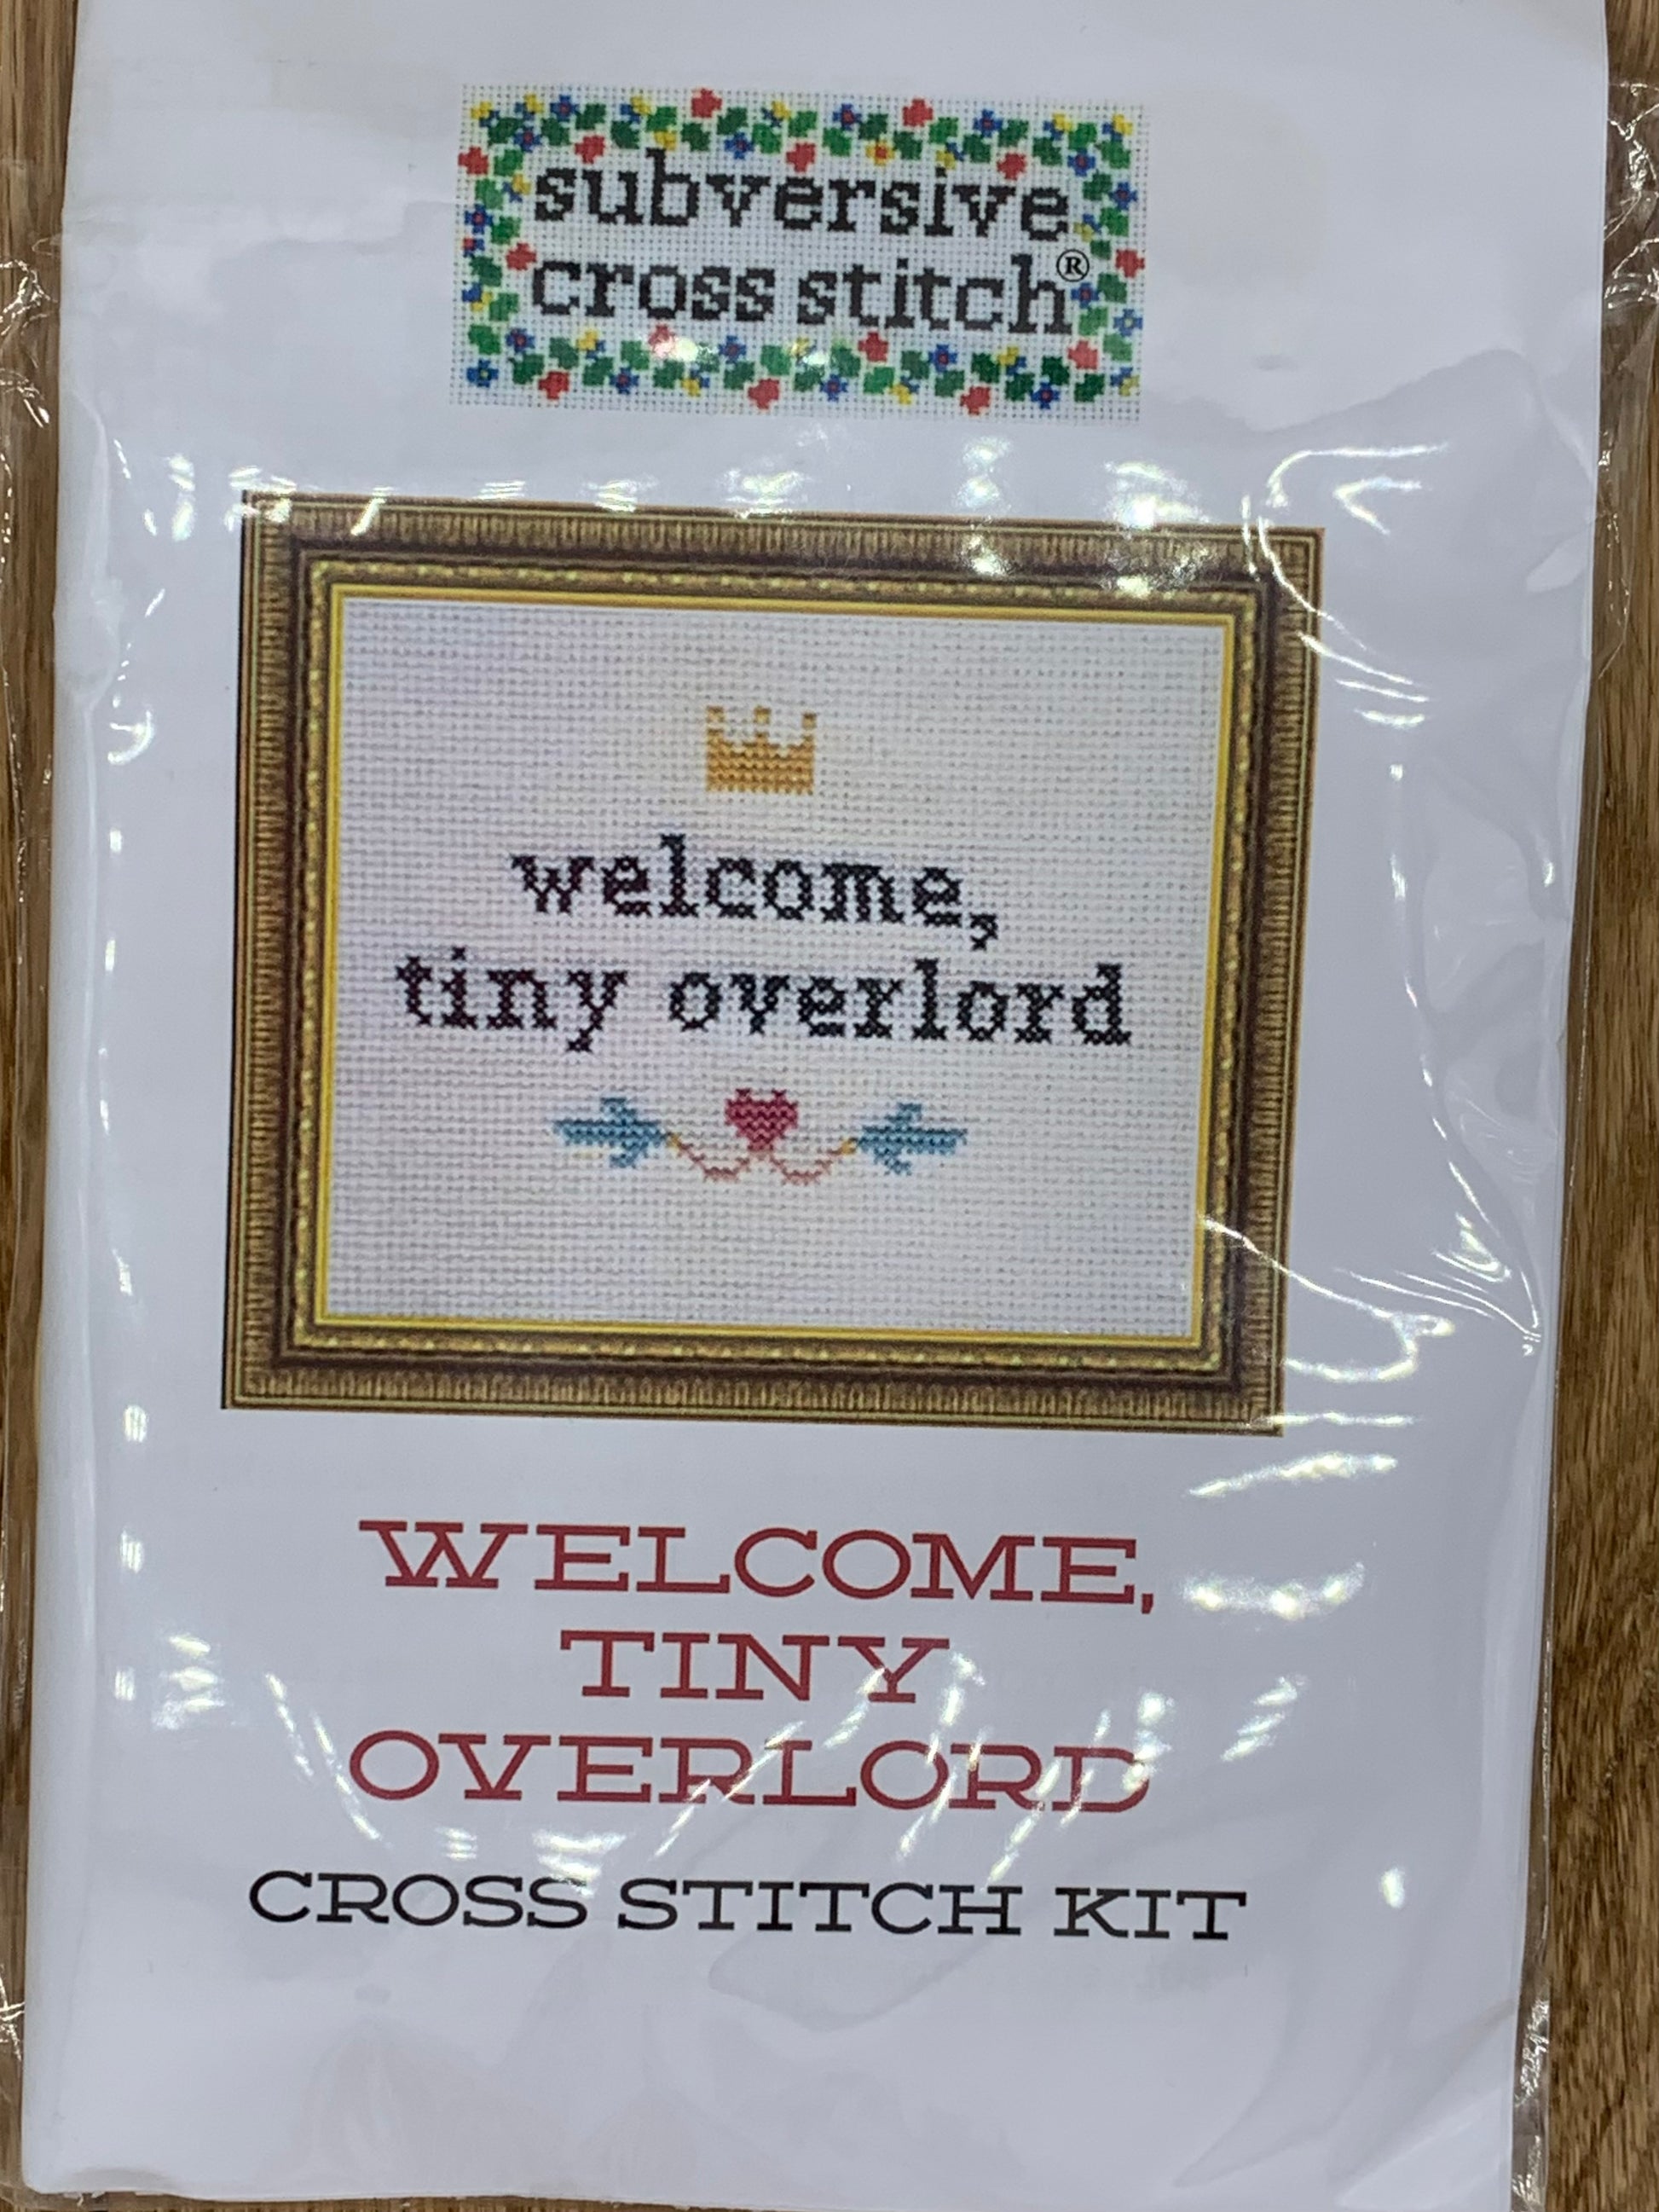 subversive
cross stitch®
welcome,
tiny overlord
WELCOME,
TINY
OVERLORD
CROSS STITCH KIT